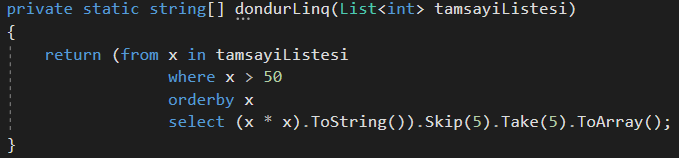 private static string[] dondurLinq(List<int> tamsayiListesi)
{
    return (from x in tamsayiListesi
            where x > 50
            orderby x
            select (x * x).ToString()).Skip(5).Take(5).ToArray();
}